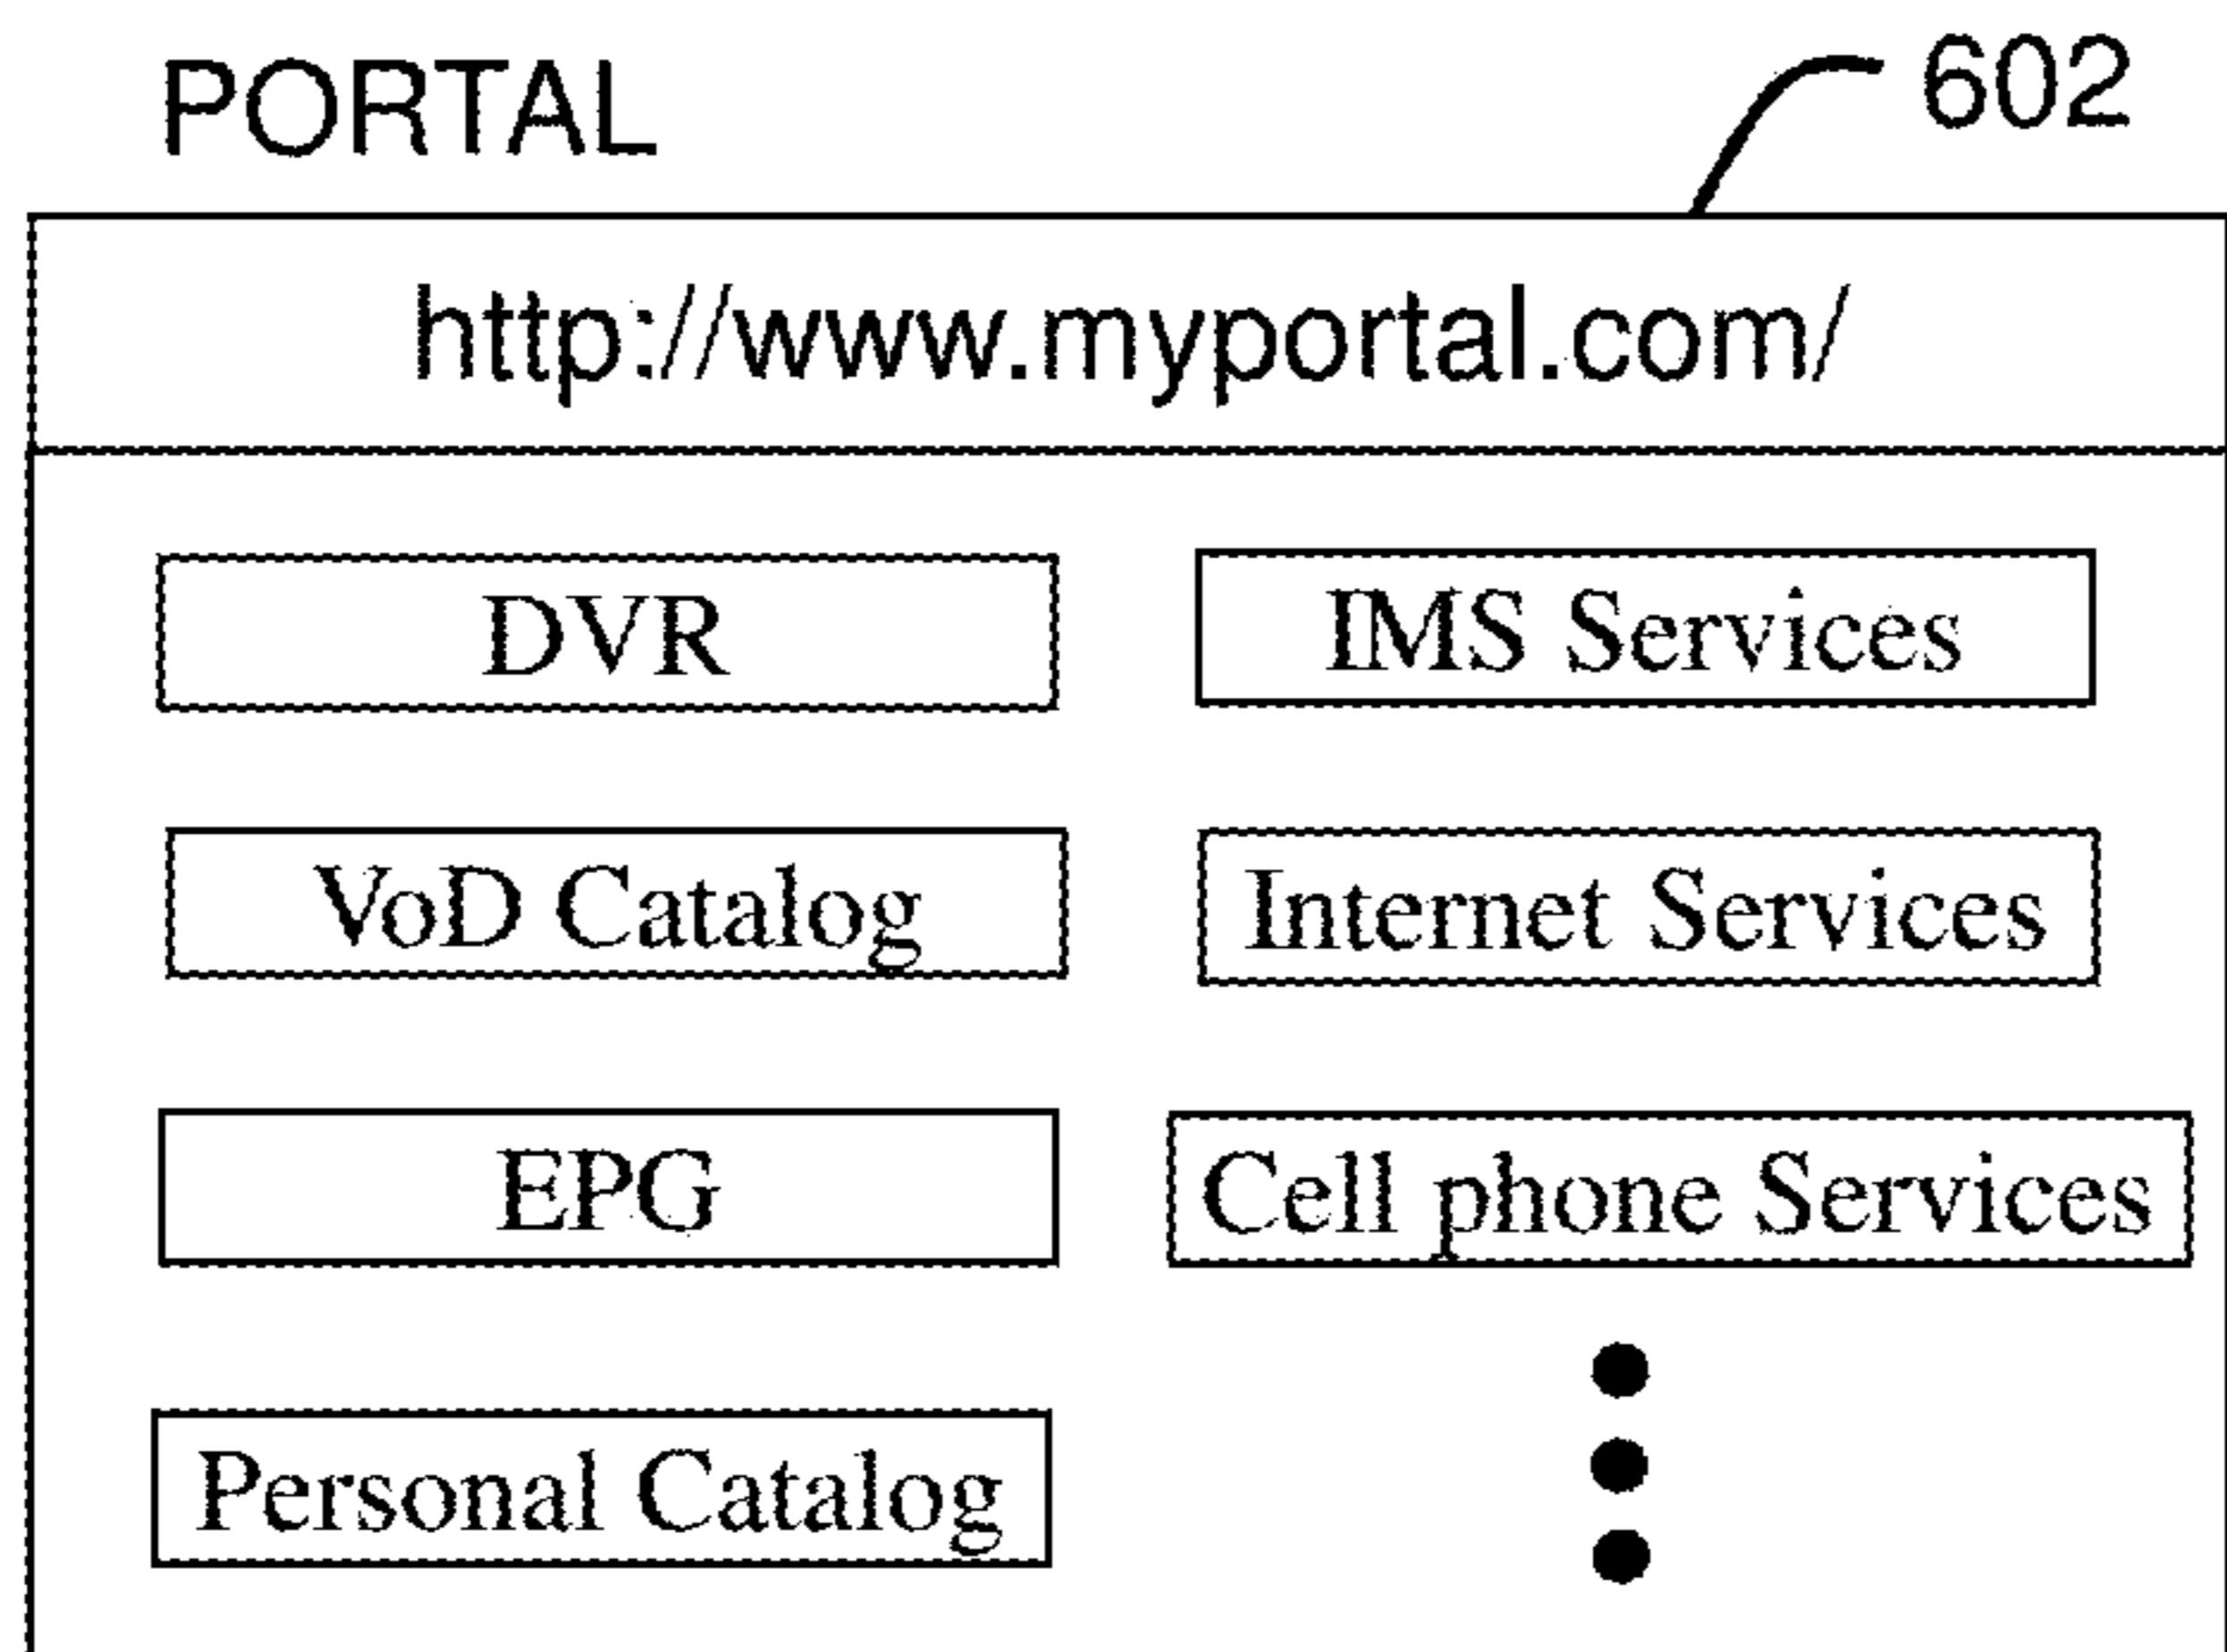 PORTAL
602
http://www.myportal.com/
DVR
IMS Services
VoD Catalog
Internet Services
EPG
Cell phone Services
Personal Catalog